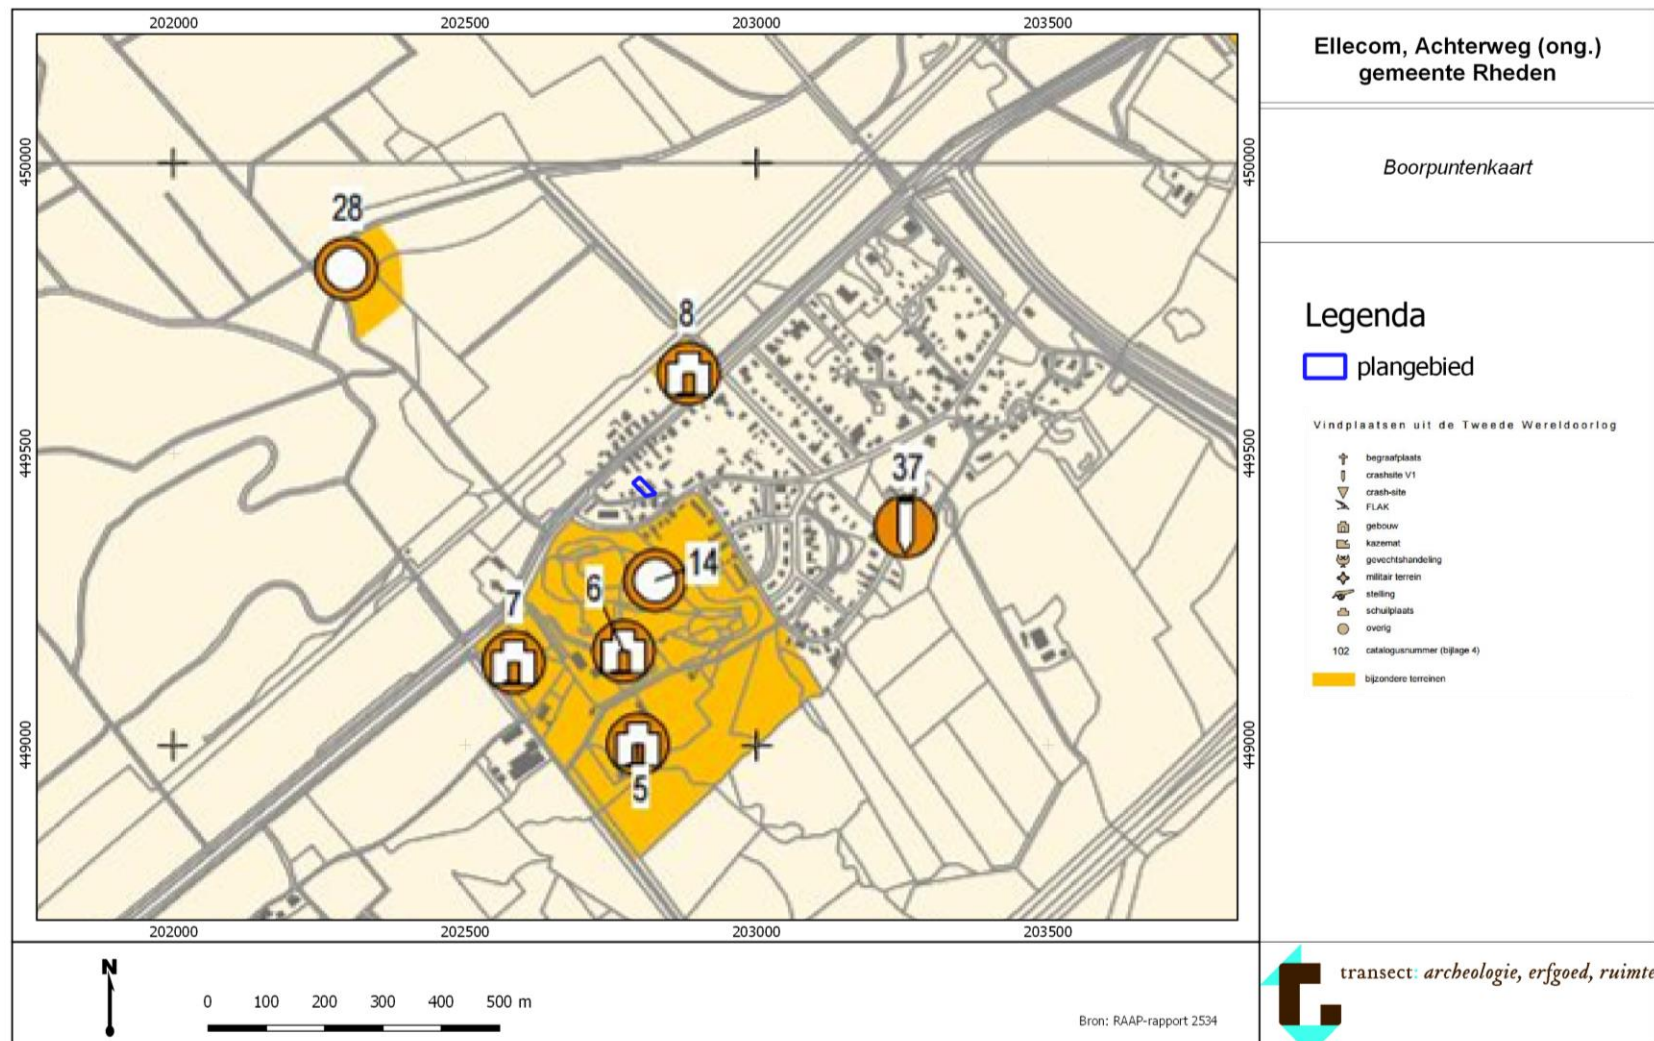 202000
202500
203000
203500
450000
450000
28
8
449500
449500
37
14
6
7
5
449000
449000
202000
202500
203000
203500
N
0 100 200 300 400 500 m
Bron: RAAP-rapport 2534
Ellecom, Achterweg (ong.)
gemeente Rheden
Boorpuntenkaart
Legenda
plangebied
Vindplaatsen uit de Tweede Wereldoorlog
begraafplaats
crashsite V1
crash-site
FLAK
gebouw
kazemat
gevechtshandeling
militair terrein
stelling
schuilplaats
overig
102 catalogusnummer (bijlage 4)
bijzondere terreinen
transect: archeologie, erfgoed, ruimte